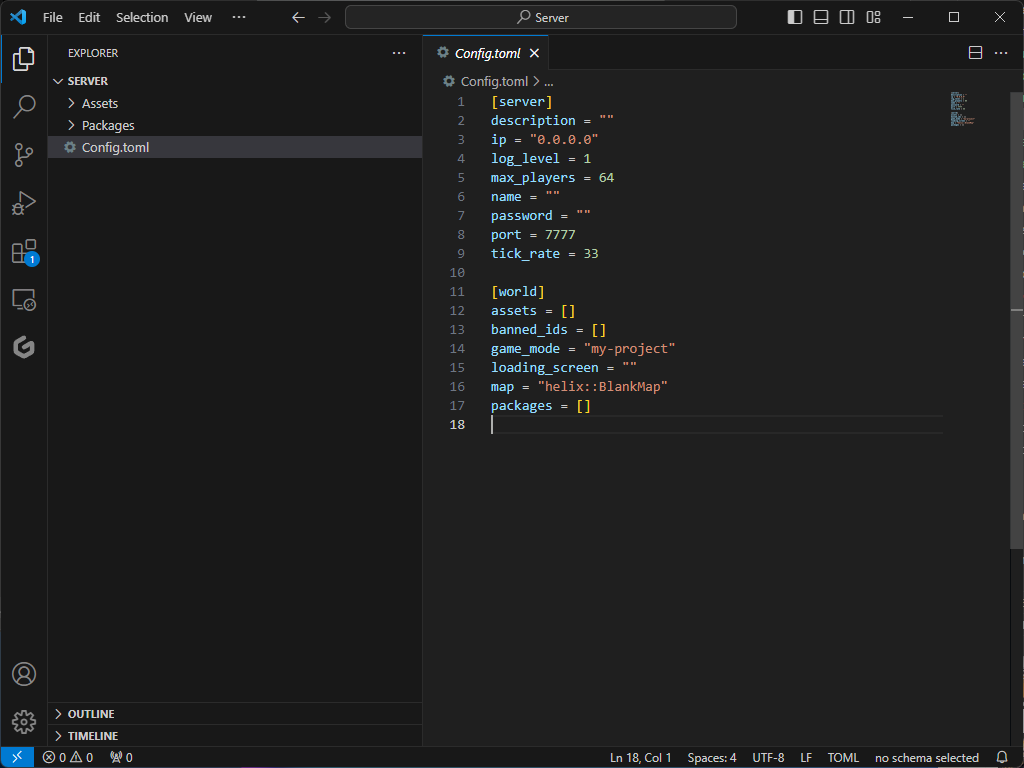 File Edit Selection View ··· Server
EXPLORER ···
SERVER
Assets
Packages
Config.toml
1
OUTLINE
TIMELINE
Config.toml
Config.toml > ...
1 [server]
2 description = ""
3 ip = "0.0.0.0"
4 log_level = 1
5 max_players = 64
6 name = ""
7 password = ""
8 port = 7777
9 tick_rate = 33
10
11 [world]
12 assets = []
13 banned_ids = []
14 game_mode = "my-project"
15 loading_screen = ""
16 map = "helix::BlankMap"
17 packages = []
18
0 0 0 Ln 18, Col 1 Spaces: 4 UTF-8 LF TOML no schema selected